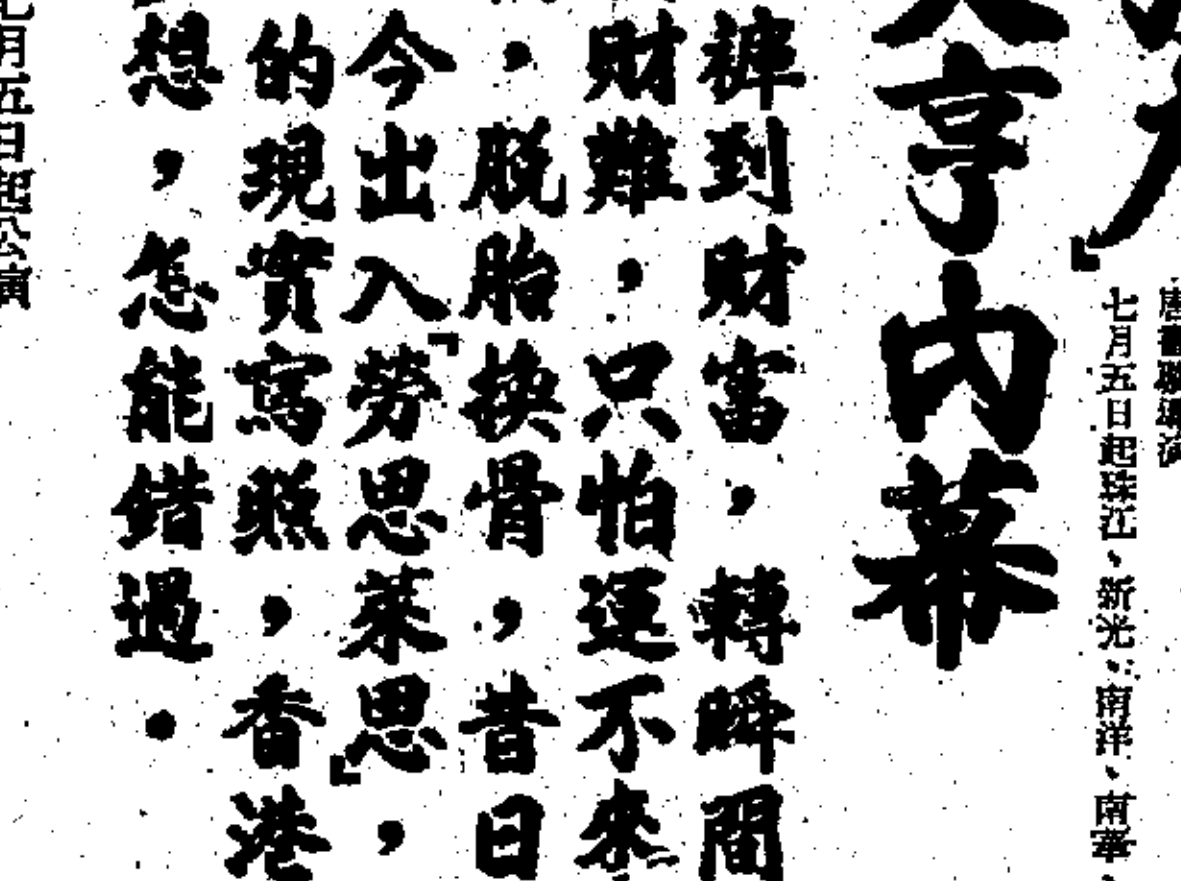 七月五日起珠江、新光、南洋、南華、
亨內幕
褲到財富，轉瞬間
財難，只怕運不來
，脫胎換骨，昔日
今出入「勞思萊思」，
的現實寫照，香港
想，怎能錯過。
月五日起公演